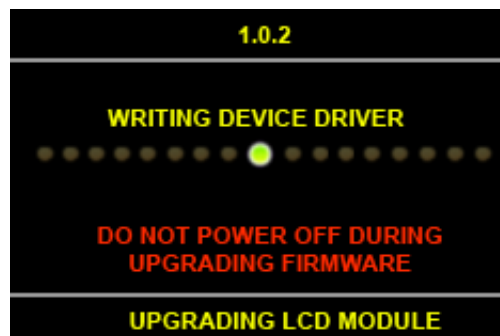 1.0.2
WRITING DEVICE DRIVER
DO NOT POWER OFF DURING
UPGRADING FIRMWARE
UPGRADING LCD MODULE